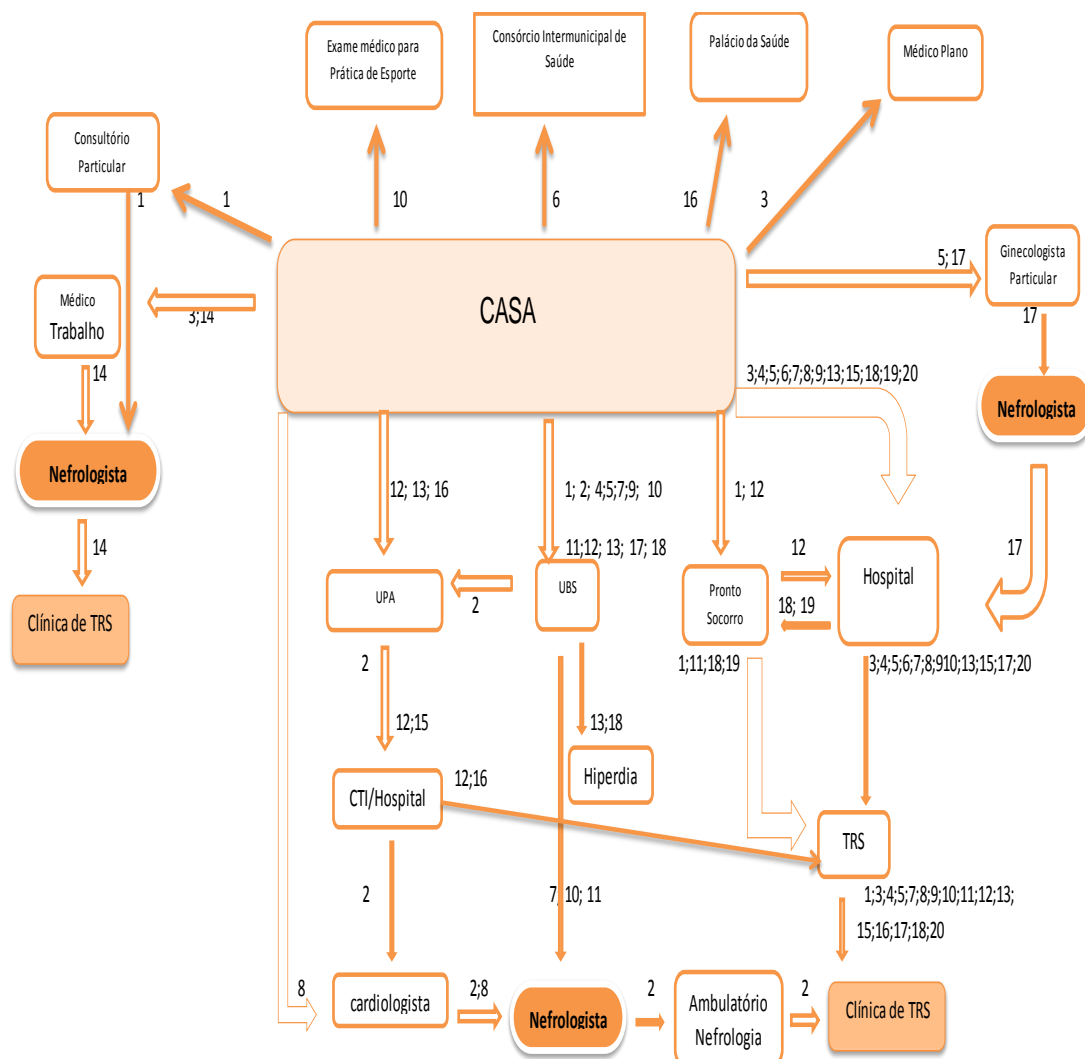 Exame médico para
Prática de Esporte
Consórcio Intermunicipal de
Saúde
Palácio da Saúde
Médico Plano
Consultório
Particular
1
1
10
6
16
3
5; 17
Ginecologista
Particular
Médico
Trabalho
3;14
CASA
17
14
3;4;5;6;7;8;9;13;15;18;19;20
Nefrologista
Nefrologista
12; 13; 16
1; 2; 4;5;7;9; 10
1; 12
11;12; 13; 17; 18
14
12
17
UPA
2
UBS
Pronto
Socorro
Hospital
18; 19
Clínica de TRS
2
1;11;18;19
3;4;5;6;7;8;910;13;15;17;20
12;15
13;18
CTI/Hospital
12;16
Hiperdia
TRS
2
7; 10; 11
1;3;4;5;7;8;9;10;11;12;13;
15;16;17;18;20
8
cardiologista
2;8
Nefrologista
2
Ambulatório
Nefrologia
2
Clínica de TRS